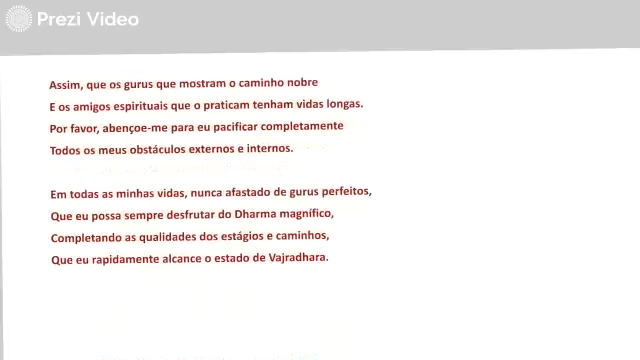 Prezi Video
Assim, que os gurus que mostram o caminho nobre
E os amigos espirituais que o praticam tenham vidas longas.
Por favor, abençoe-me para eu pacificar completamente
Todos os meus obstáculos externos e internos.
Em todas as minhas vidas, nunca afastado de gurus perfeitos,
Que eu possa sempre desfrutar do Dharma magnífico,
Completando as qualidades dos estágios e caminhos,
Que eu rapidamente alcance o estado de Vajradhara.